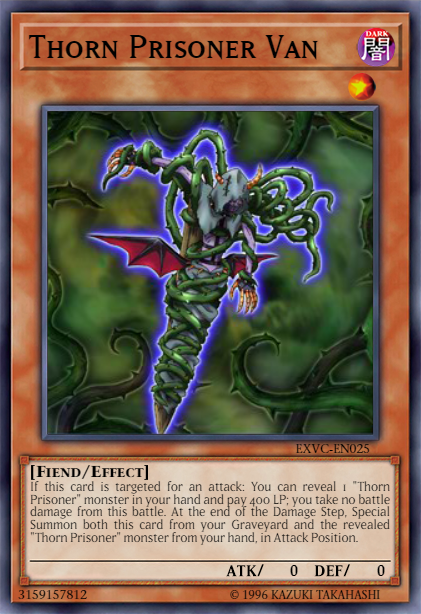 Thorn Prisoner Van
DARK
闇
EXVC-EN025
[Fiend/Effect]
If this card is targeted for an attack: You can reveal 1 "Thorn
Prisoner" monster in your hand and pay 400 LP; you take no battle
damage from this battle. At the end of the Damage Step, Special
Summon both this card from your Graveyard and the revealed
"Thorn Prisoner" monster from your hand, in Attack Position.
ATK/ 0 DEF/ 0
3159157812
© 1996 KAZUKI TAKAHASHI